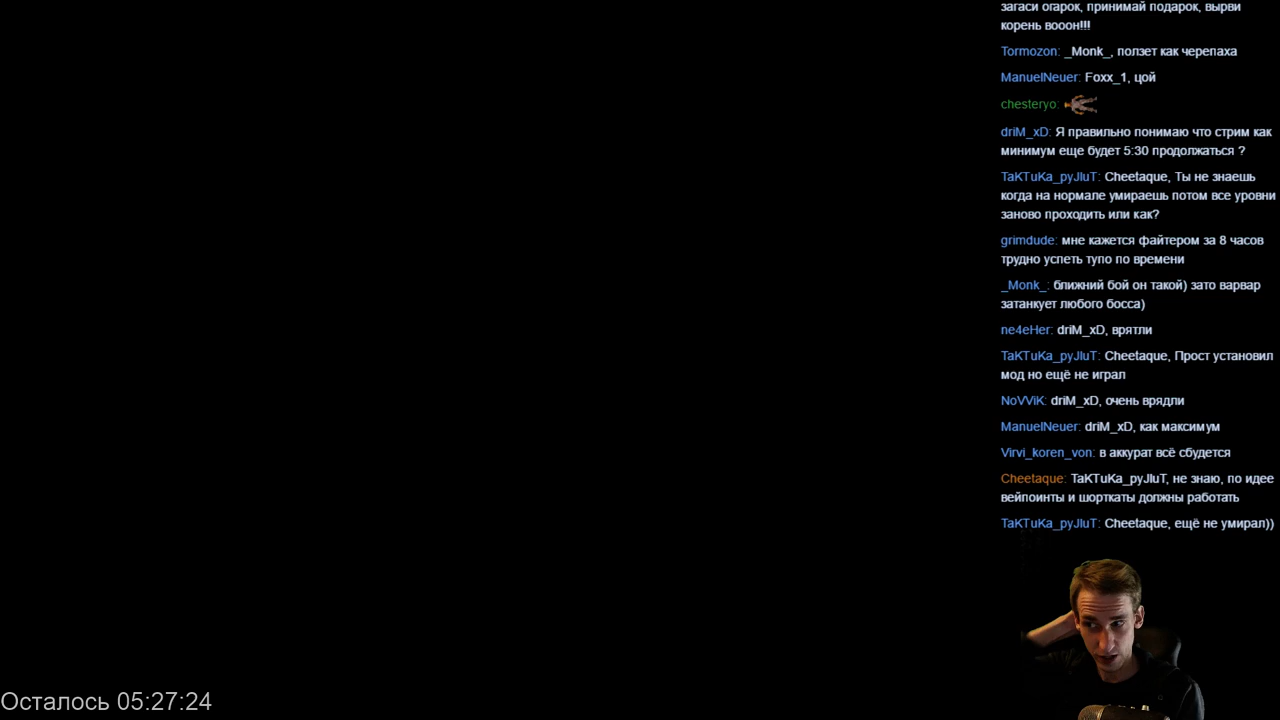 загаси огарок, принимай подарок, вырви
корень вооон!!!
Tormozon: _Monk_, ползет как черепаха
ManuelNeuer: Foxx_1, цой
chesteryo:
driM_xD: Я правильно понимаю что стрим как
минимум еще будет 5:30 продолжаться ?
TaKTuKa_pyJIuT: Cheetaque, Ты не знаешь
когда на нормале умираешь потом все уровни
заново проходить или как?
grimdude: мне кажется файтером за 8 часов
трудно успеть тупо по времени
_Monk_: ближний бой он такой) зато варвар
затанкует любого босса)
ne4eHer: driM_xD, врятли
TaKTuKa_pyJIuT: Cheetaque, Прост установил
мод но ещё не играл
NoVViK: driM_xD, очень врядли
ManuelNeuer: driM_xD, как максимум
Virvi_koren_von: в аккурат всё сбудется
Cheetaque: TaKTuKa_pyJIuT, не знаю, по идее
вейпоинты и шорткаты должны работать
TaKTuKa_pyJIuT: Cheetaque, ещё не умирал))
Осталось 05:27:24